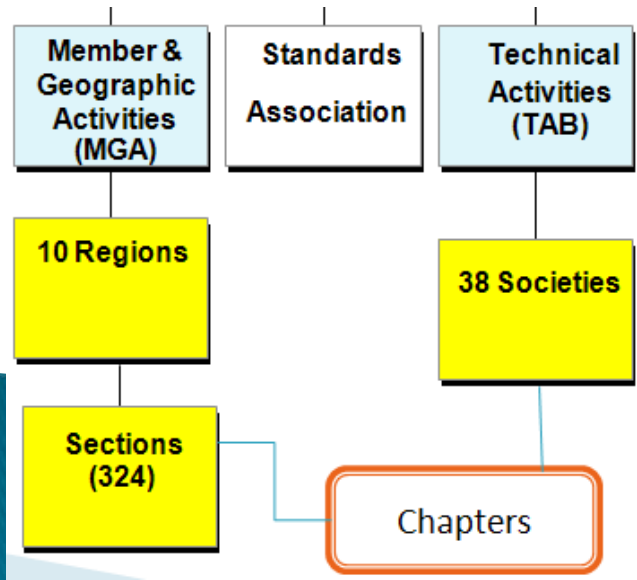 Member &
Geographic
Activities
(MGA)
Standards
Association
Technical
Activities
(TAB)
10 Regions
38 Societies
Sections
(324)
Chapters